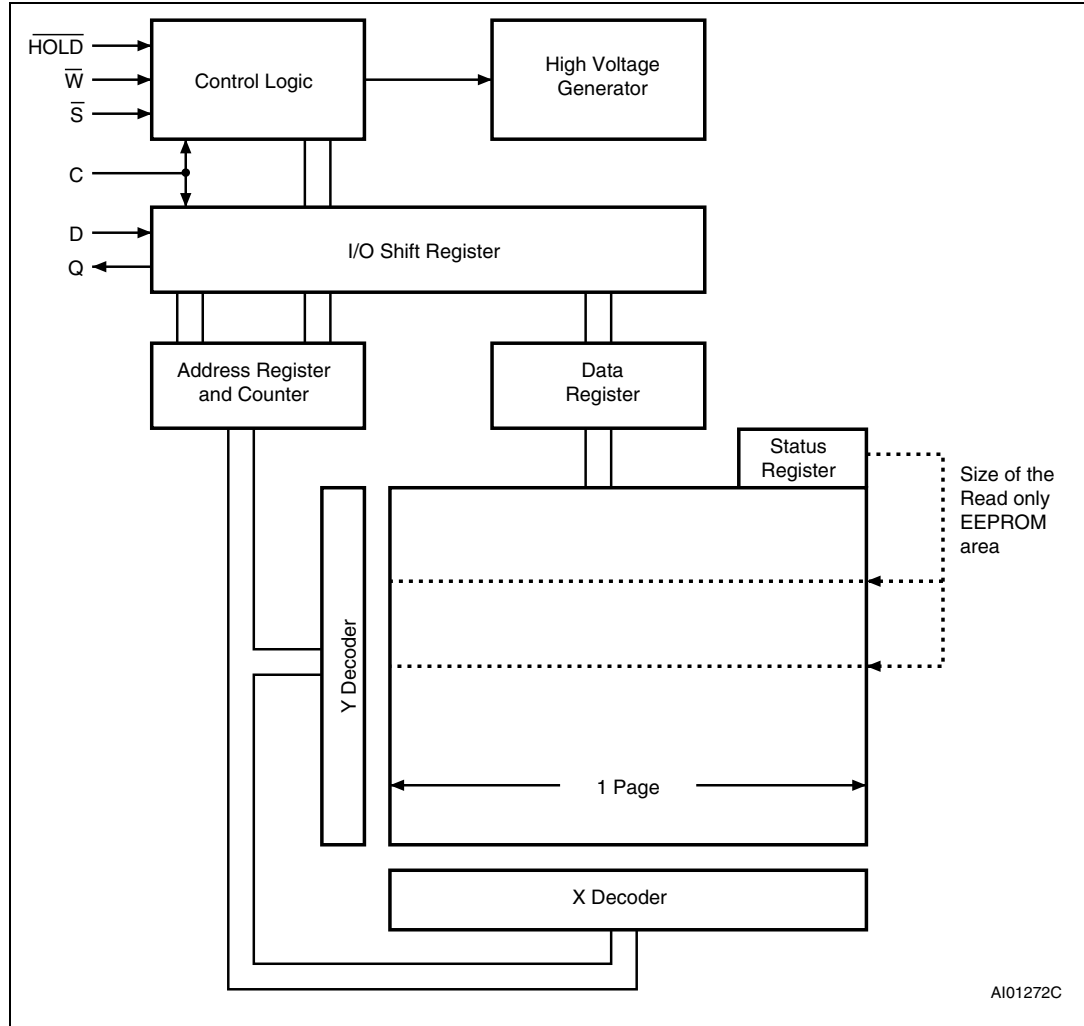 H̅O̅L̅D̅
W̅
S̅
C
D
Q
Control Logic
High Voltage
Generator
I/O Shift Register
Address Register
and Counter
Data
Register
Status
Register
Size of the
Read only
EEPROM
area
Y Decoder
1 Page
X Decoder
AI01272C